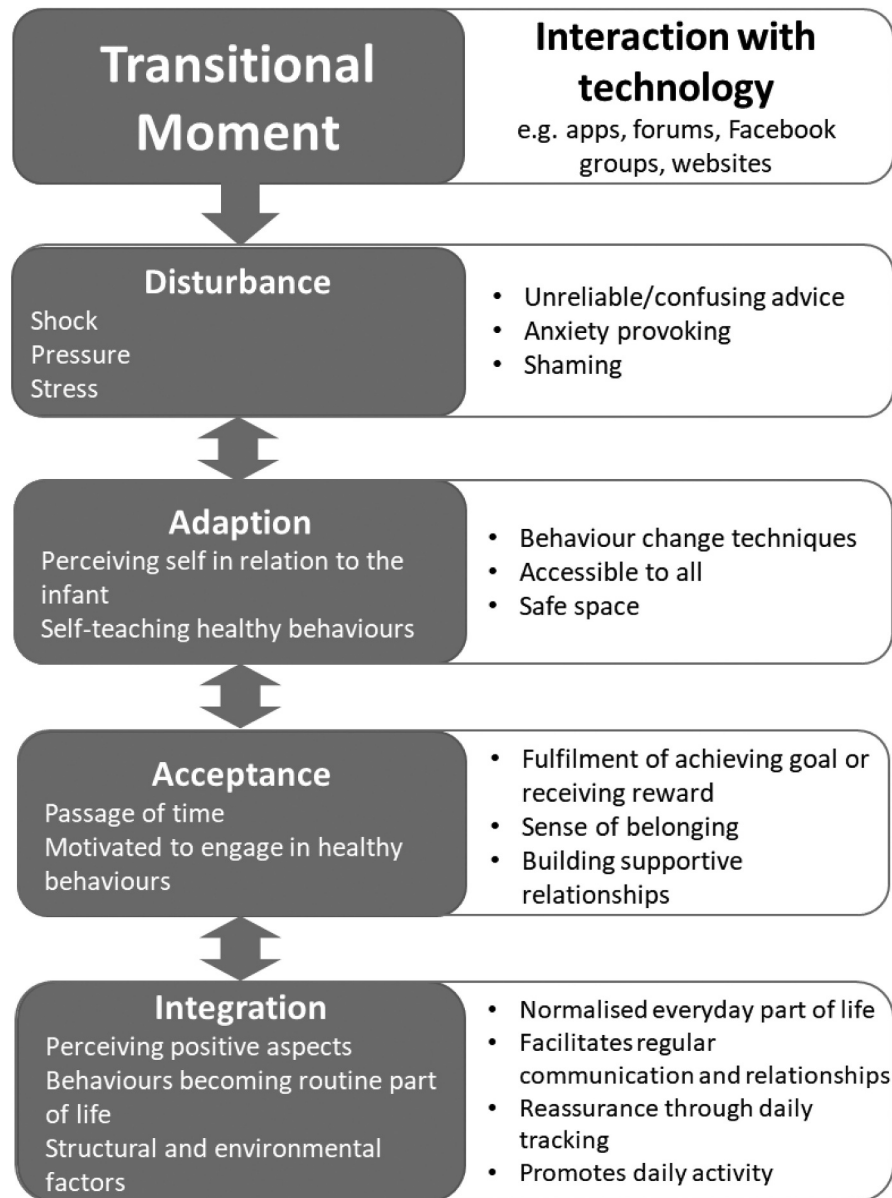 Transitional
Moment
Interaction with
technology
e.g. apps, forums, Facebook
groups, websites
Disturbance
Shock
Pressure
Stress
• Unreliable/confusing advice
• Anxiety provoking
• Shaming
Adaption
Perceiving self in relation to the
infant
Self-teaching healthy behaviours
• Behaviour change techniques
• Accessible to all
• Safe space
Acceptance
Passage of time
Motivated to engage in healthy
behaviours
• Fulfilment of achieving goal or
receiving reward
• Sense of belonging
• Building supportive
relationships
Integration
Perceiving positive aspects
Behaviours becoming routine part
of life
Structural and environmental
factors
• Normalised everyday part of life
• Facilitates regular
communication and relationships
• Reassurance through daily
tracking
• Promotes daily activity